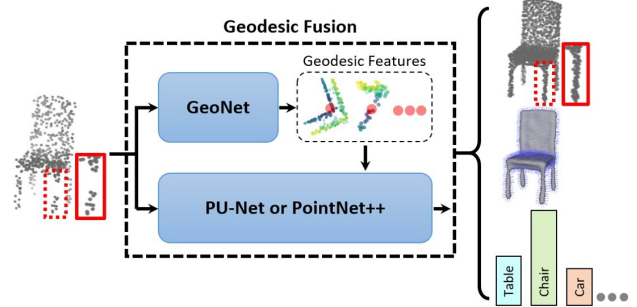 Geodesic Fusion
GeoNet
Geodesic Features
PU-Net or PointNet++
Table
Chair
Car